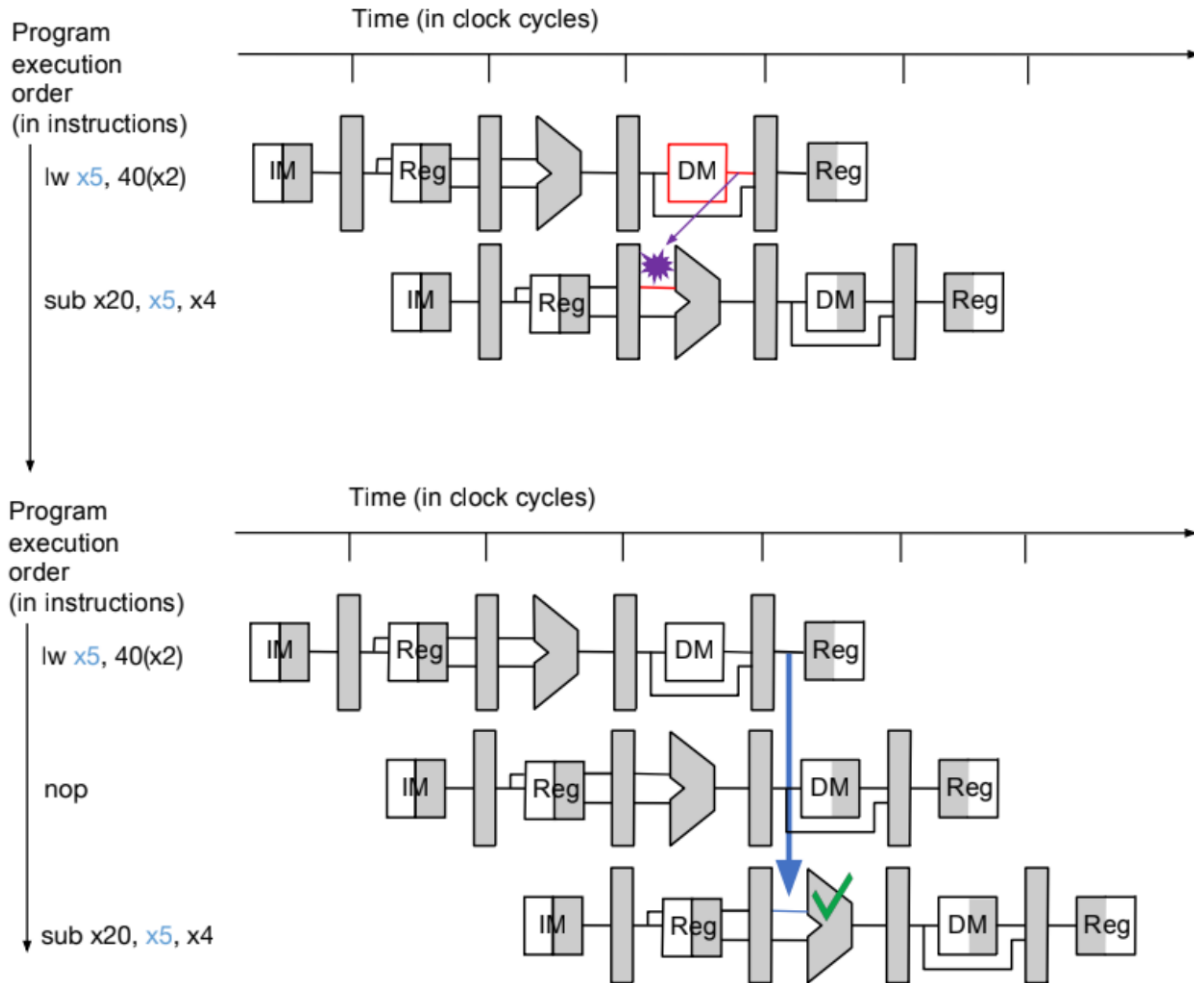 Time (in clock cycles)
Program
execution
order
(in instructions)
lw x5, 40(x2)
IM Reg DM Reg
sub x20, x5, x4
IM Reg DM Reg
Time (in clock cycles)
Program
execution
order
(in instructions)
lw x5, 40(x2)
IM Reg DM Reg
nop
IM Reg DM Reg
sub x20, x5, x4
IM Reg DM Reg